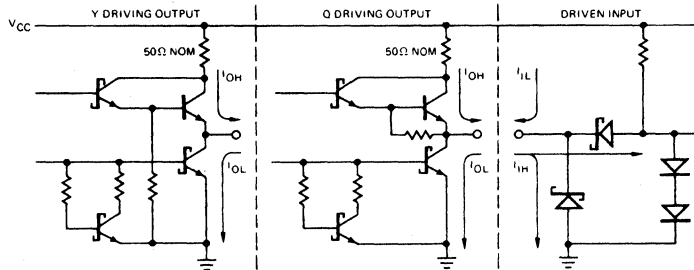 Y DRIVING OUTPUT
Q DRIVING OUTPUT
DRIVEN INPUT
VCC
50Ω NOM
50Ω NOM
IOH
IOH
IIL
IOL
IOL
IIH